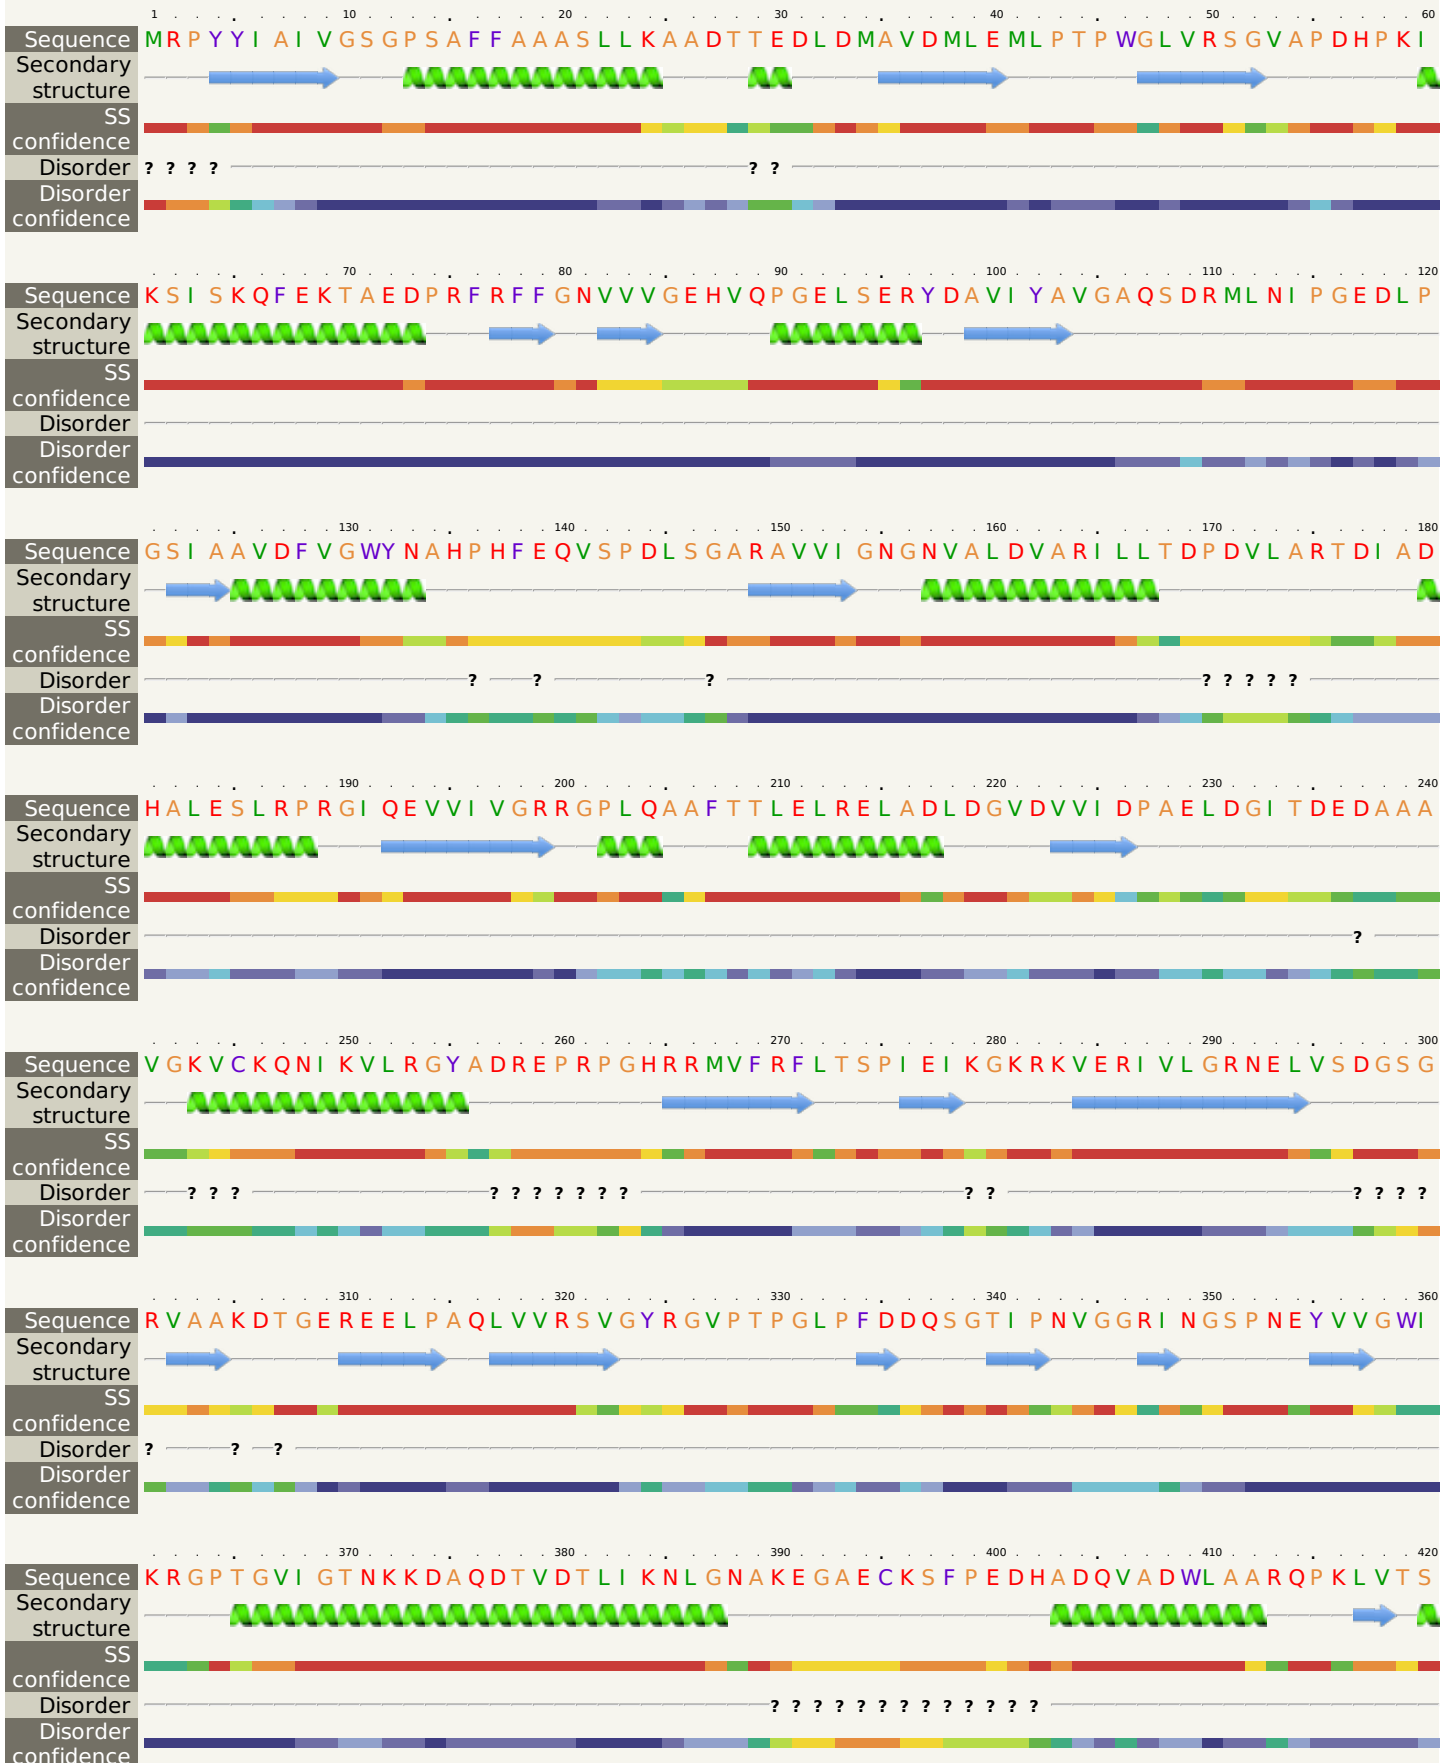 1 10 20 30 40 50 60
Sequence MRPYYIAIVGSGPSAFFAAASLLKAADTTEDLDMAVDMLEMLPTPWGLVRSGVAPDHPKI
Secondary
structure
SS
confidence
Disorder ? ? ? ? ? ?
Disorder
confidence
70 80 90 100 110 120
Sequence KSISKQFEKTAEDPRFRFFGNVVVGEHVQPGELSERYDAVIYAVGAQSDRMLNIPGEDLP
Secondary
structure
SS
confidence
Disorder
Disorder
confidence
130 140 150 160 170 180
Sequence GSIAAVDFVGWYNAHPHFEQVSPDLSGARAVVIGNGNVALDVARILLTDPDVLARTDIAD
Secondary
structure
SS
confidence
Disorder ? ? ? ? ? ? ? ?
Disorder
confidence
190 200 210 220 230 240
Sequence HALESLRPRGIQEVVIVGRRGPLQAAFTTLELRELADLDGVDVVIDPAELDGITDEDAAA
Secondary
structure
SS
confidence
Disorder ?
Disorder
confidence
250 260 270 280 290 300
Sequence VGKVCKQNIKVLRGYADREPRPGHRRMVFRFLTSPIEIKGKRKVERIVLGRNELVSDGSG
Secondary
structure
SS
confidence
Disorder ? ? ? ? ? ? ? ? ? ? ? ? ? ? ? ?
Disorder
confidence
310 320 330 340 350 360
Sequence RVAAKDTGEREELPAQLVVRSVGYRGVPTPGLPFDDQSGTIPNVGGRINGSPNEYVVGWI
Secondary
structure
SS
confidence
Disorder ? ? ?
Disorder
confidence
370 380 390 400 410 420
Sequence KRGPTGVIGTNKKDAQDTVDTLIKNLGNAKEGAECKSFPEDHADQVADWLAARQPKLVTS
Secondary
structure
SS
confidence
Disorder ? ? ? ? ? ? ? ? ? ? ? ? ?
Disorder
confidence